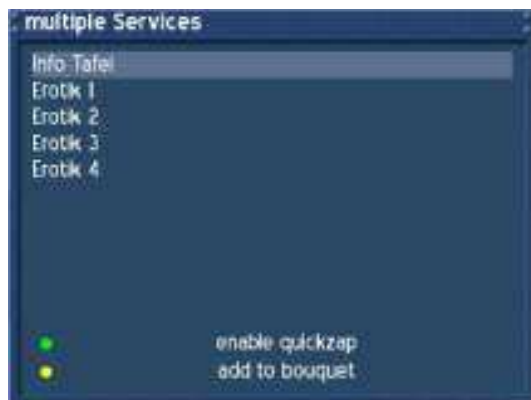 multiple Services
Info Tafel
Erotik 1
Erotik 2
Erotik 3
Erotik 4
enable quickzap
add to bouquet